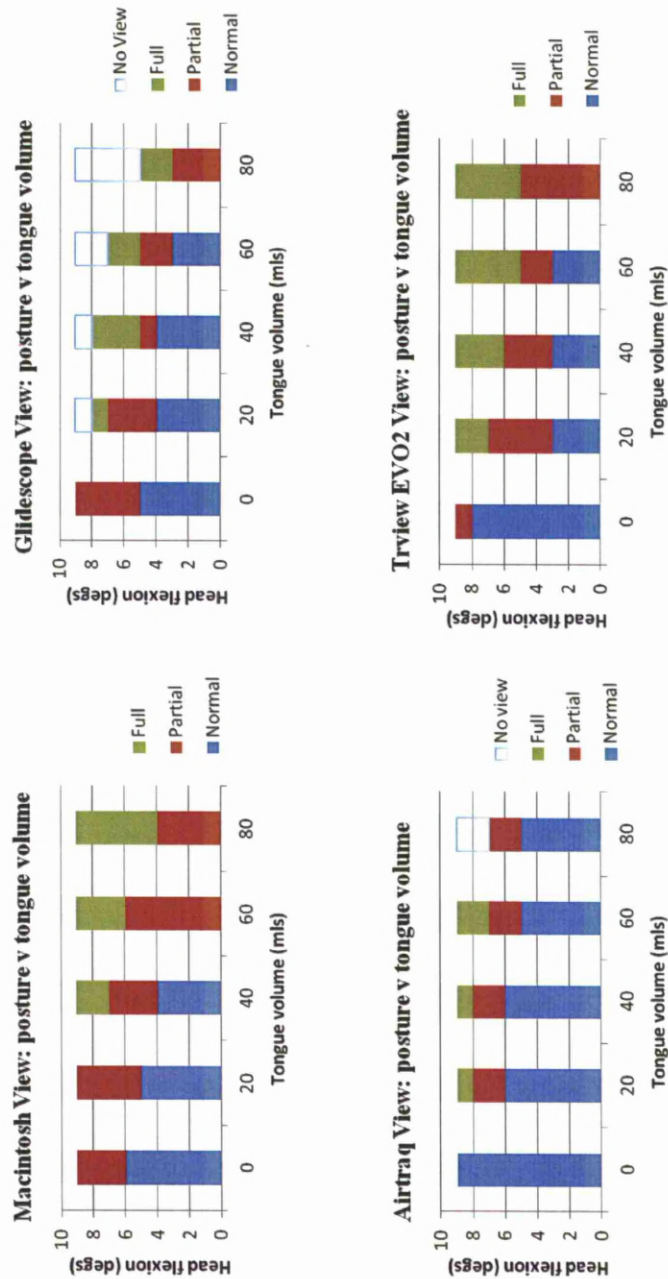 Macintosh View: posture v tongue volume
Head flexion (degs)
10
8
6
4
2
0
0 20 40 60 80
Tongue volume (mls)
Full
Partial
Normal
Glidescope View: posture v tongue volume
Head flexion (degs)
10
8
6
4
2
0
0 20 40 60 80
Tongue volume (mls)
No View
Full
Partial
Normal
Airtraq View: posture v tongue volume
Head flexion (degs)
10
8
6
4
2
0
0 20 40 60 80
Tongue volume (mls)
No view
Full
Partial
Normal
Trview EVO2 View: posture v tongue volume
Head flexion (degs)
10
8
6
4
2
0
0 20 40 60 80
Tongue volume (mls)
Full
Partial
Normal